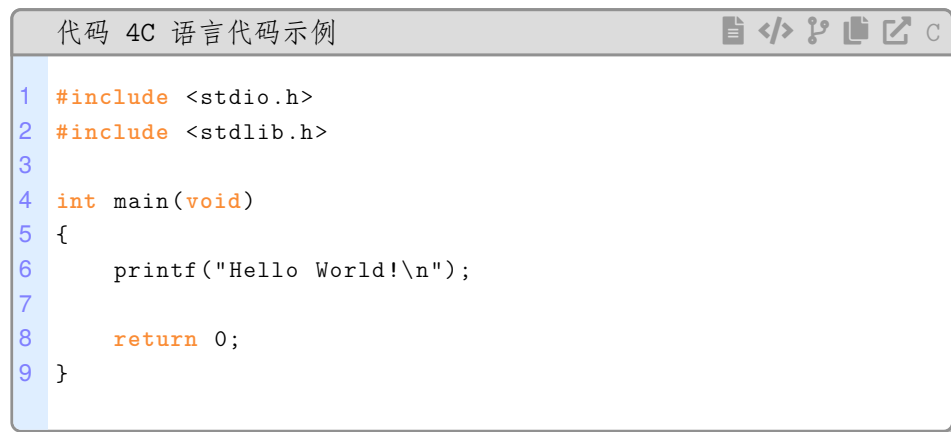 代码 4C 语言代码示例 </> C
1 #include <stdio.h>
2 #include <stdlib.h>
3
4 int main(void)
5 {
6     printf("Hello World!\n");
7
8     return 0;
9 }